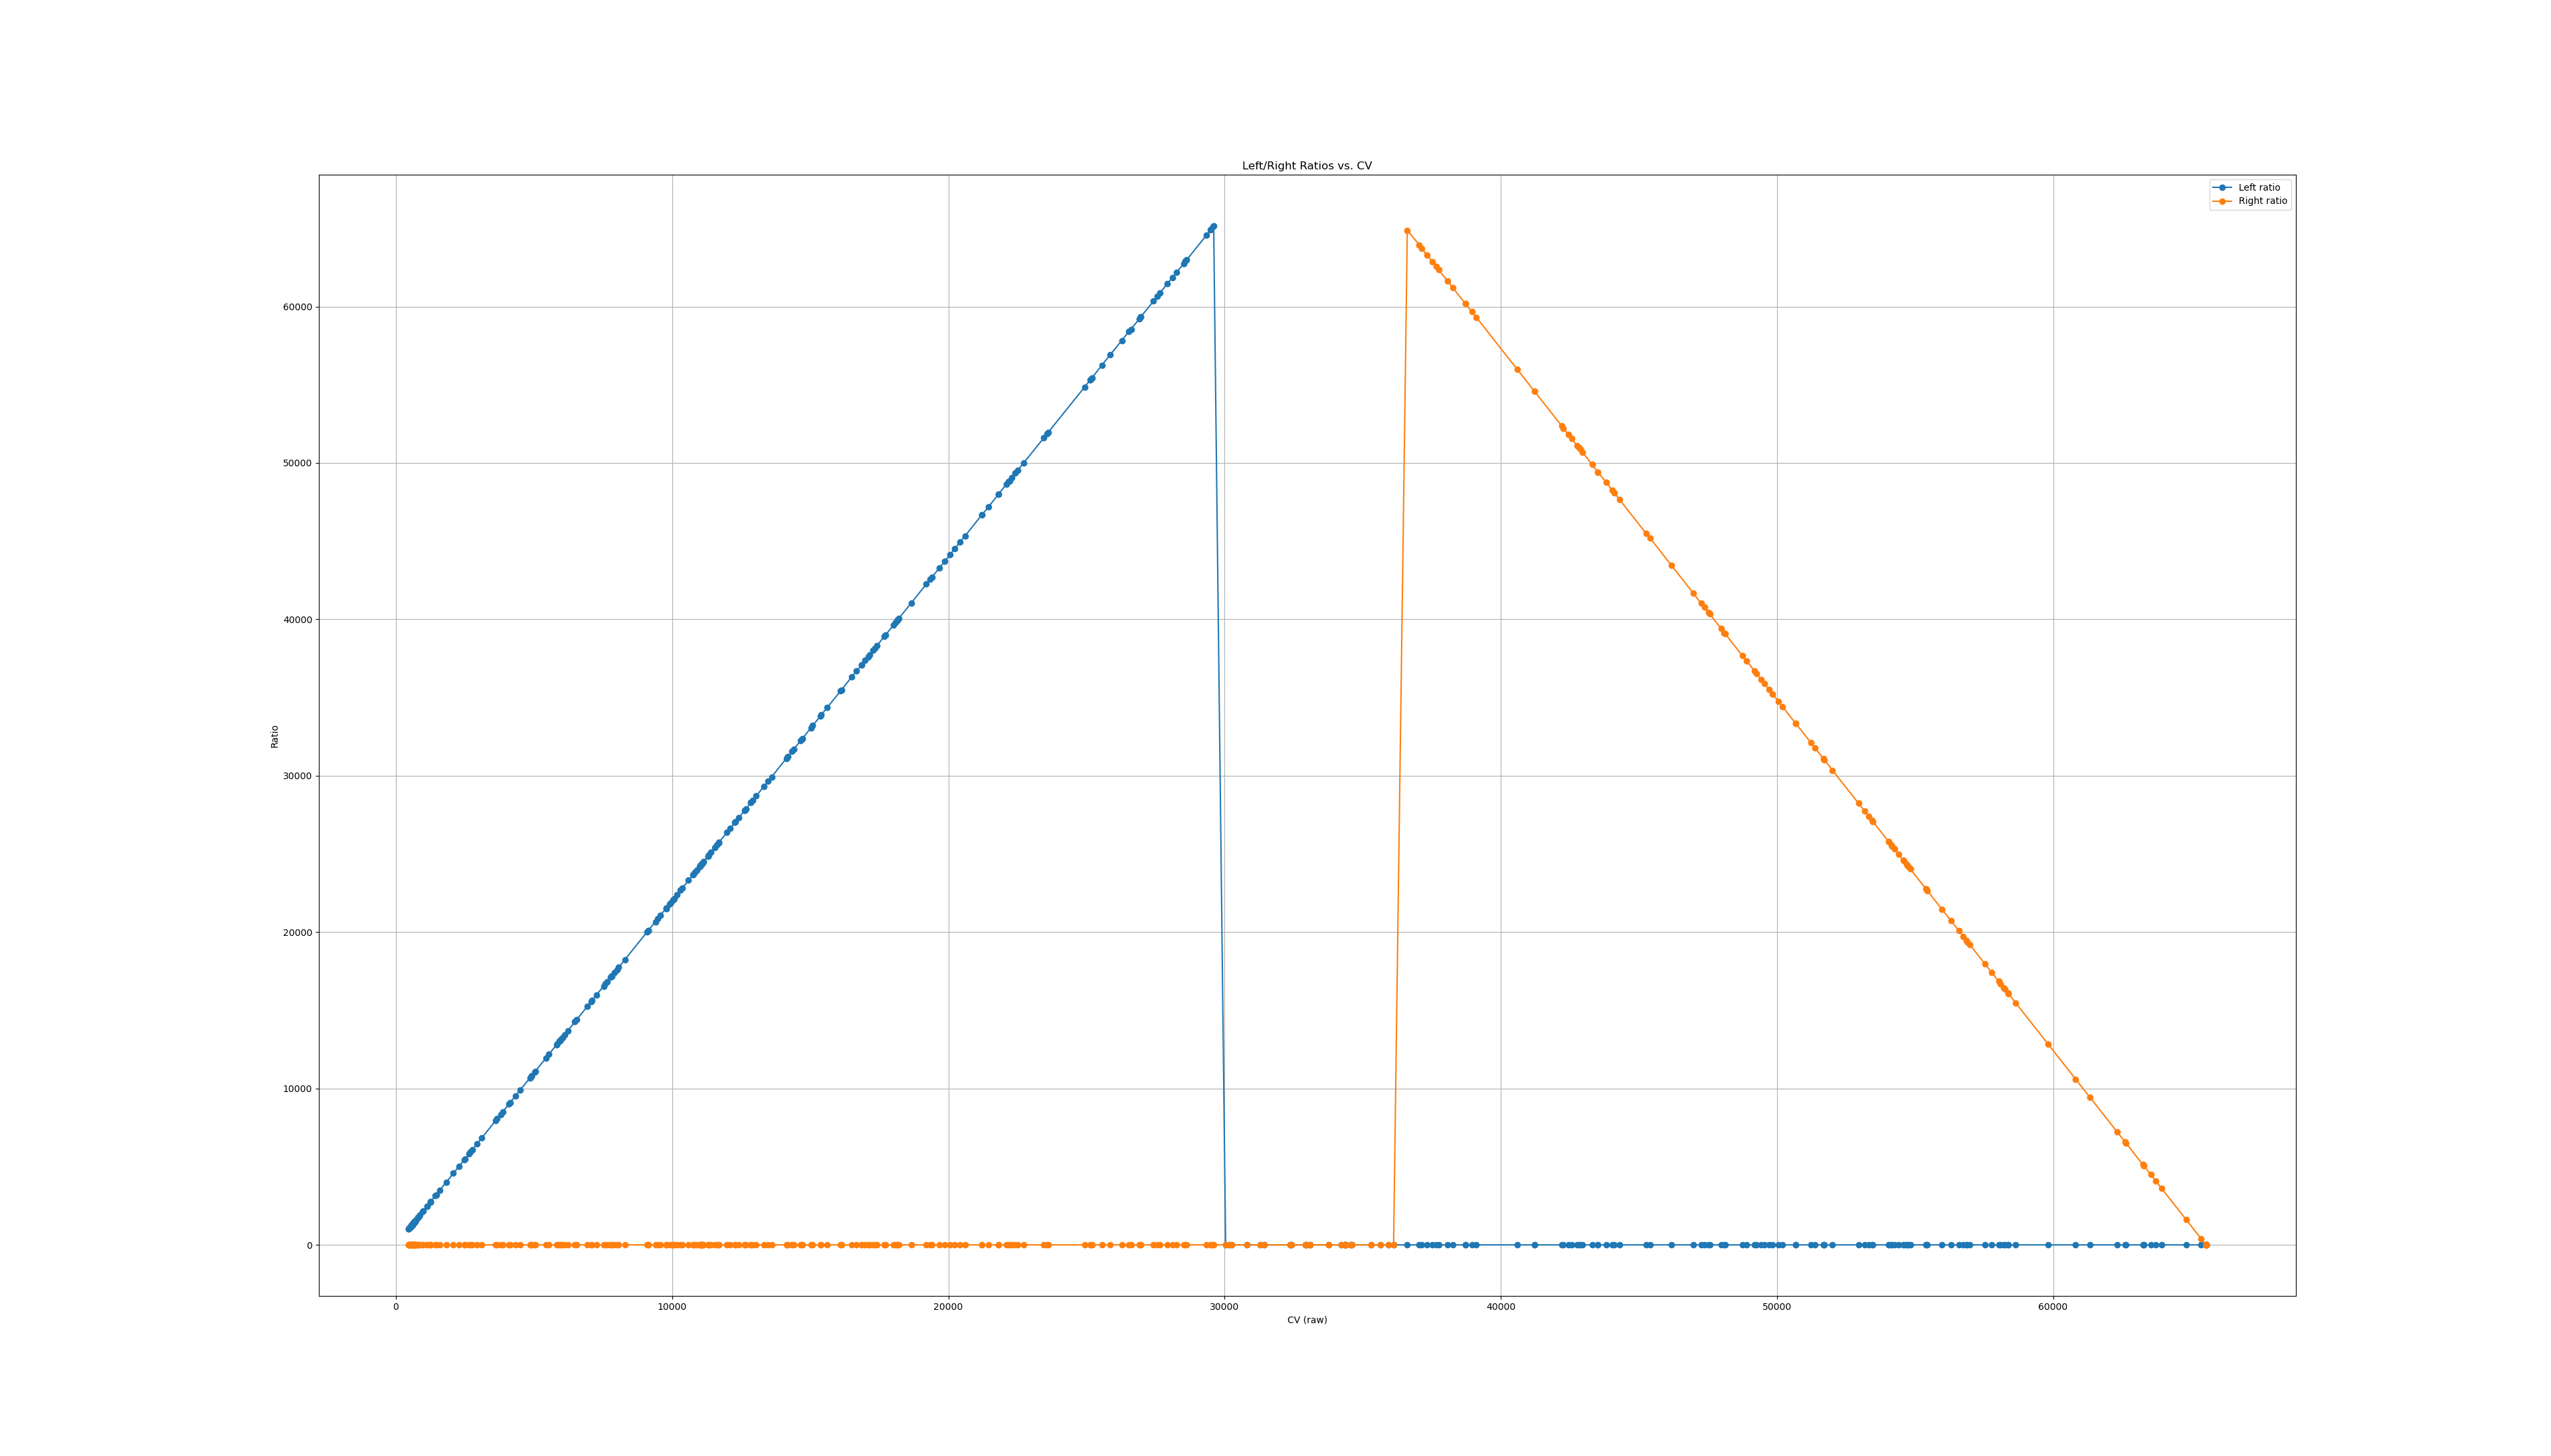 Left/Right Ratios vs. CV
Left ratio
Right ratio
60000
50000
40000
30000
20000
10000
0
Ratio
0 10000 20000 30000 40000 50000 60000
CV (raw)